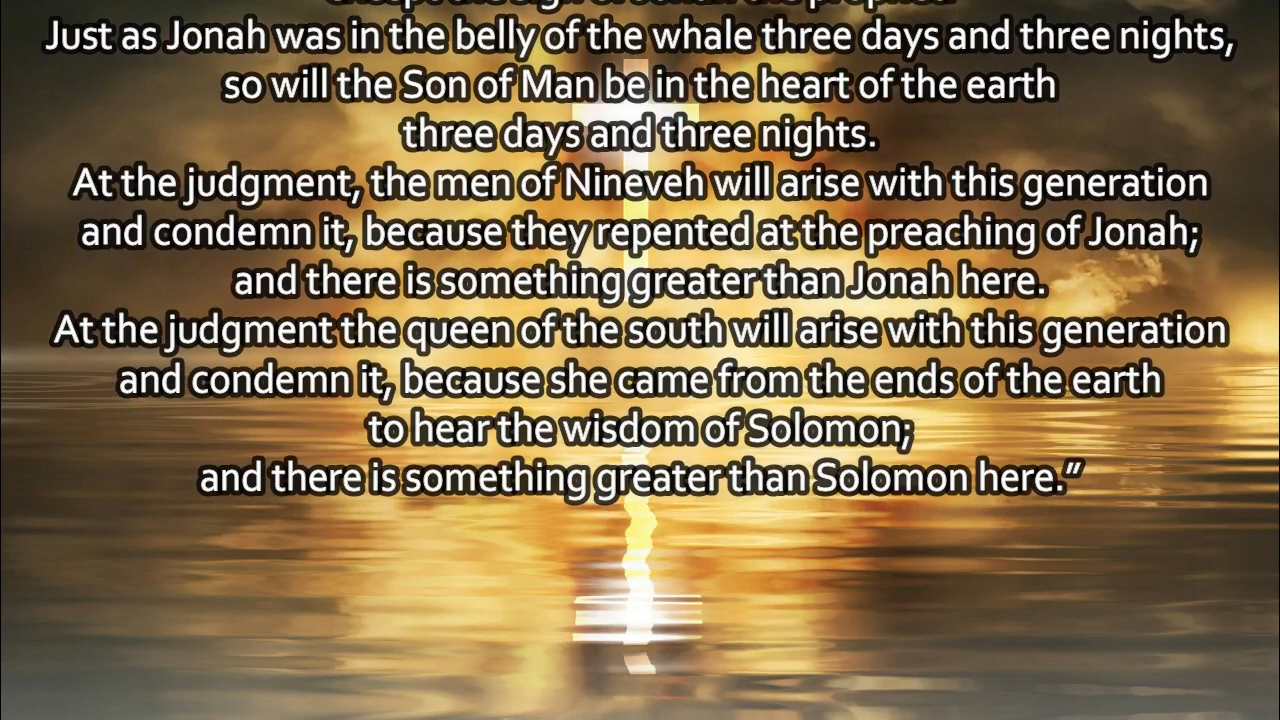 Just as Jonah was in the belly of the whale three days and three nights,
so will the Son of Man be in the heart of the earth
three days and three nights.
At the judgment, the men of Nineveh will arise with this generation
and condemn it, because they repented at the preaching of Jonah;
and there is something greater than Jonah here.
At the judgment the queen of the south will arise with this generation
and condemn it, because she came from the ends of the earth
to hear the wisdom of Solomon;
and there is something greater than Solomon here.”